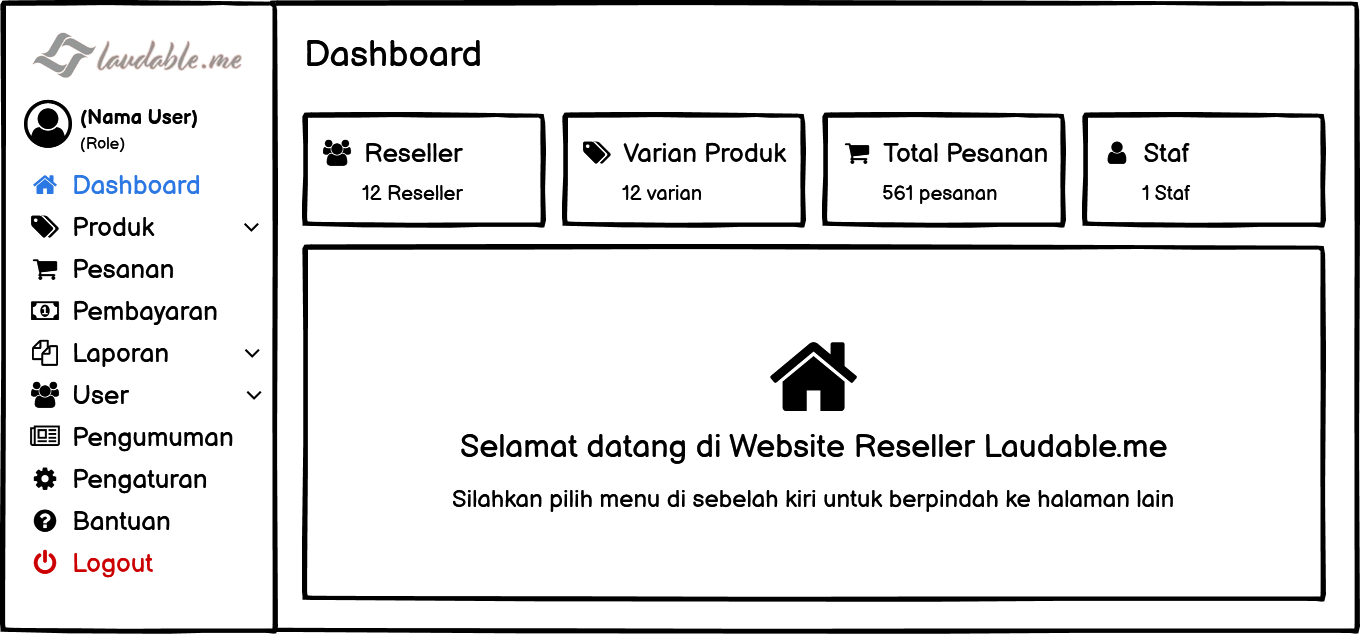 laudable.me
(Nama User)
(Role)
Dashboard
Produk
Pesanan
Pembayaran
Laporan
User
Pengumuman
Pengaturan
Bantuan
Logout
Dashboard
Reseller
12 Reseller
Varian Produk
12 varian
Total Pesanan
561 pesanan
Staf
1 Staf
Selamat datang di Website Reseller Laudable.me
Silahkan pilih menu di sebelah kiri untuk berpindah ke halaman lain